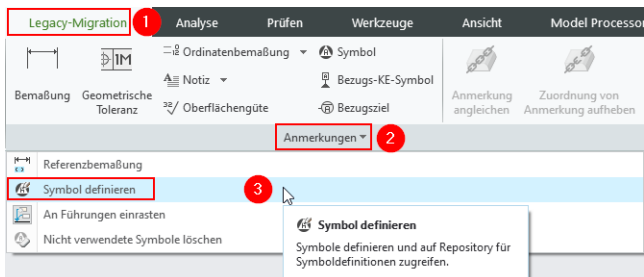 Legacy-Migration 1 Analyse Prüfen Werkzeuge Ansicht Model Processor
1M Ordinatenbemaßung Symbol
A Notiz Bezugs-KE-Symbol
Bemaßung Geometrische Toleranz 32/ Oberflächengüte Bezugsziel Anmerkung angleichen Zuordnung von Anmerkung aufheben
Anmerkungen 2
Referenzbemaßung
Symbol definieren 3
An Führungen einrasten
Nicht verwendete Symbole löschen
Symbol definieren
Symbole definieren und auf Repository für
Symboldefinitionen zugreifen.